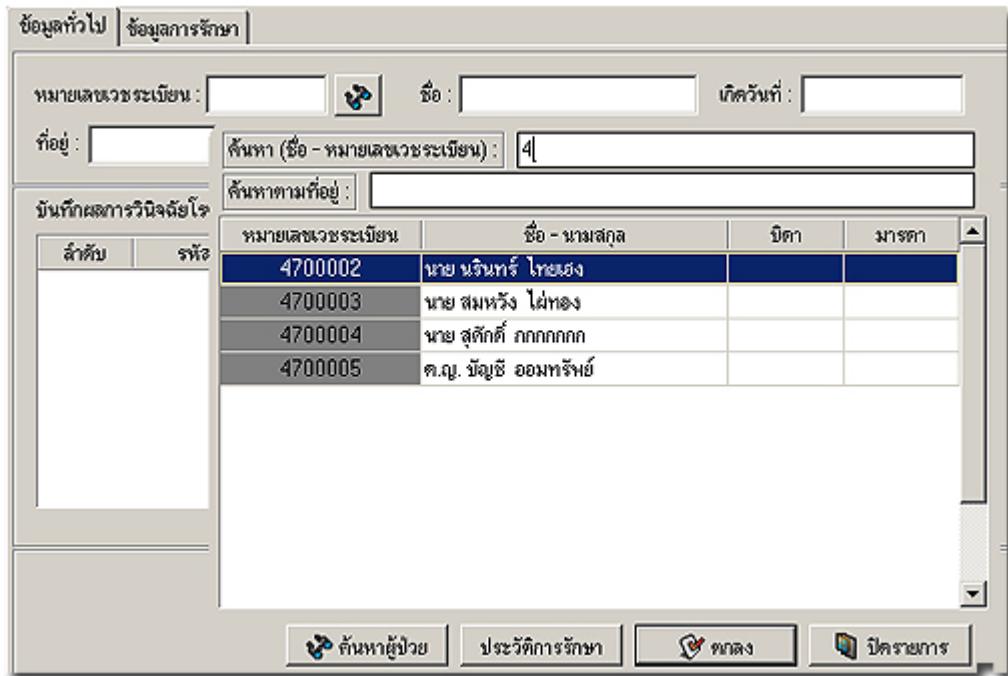 ข้อมูลทั่วไป ข้อมูลการรักษา
หมายเลขเวชระเบียน : ชื่อ : เกิดวันที่ :
ที่อยู่ :
ค้นหา (ชื่อ - หมายเลขเวชระเบียน) : 4
ค้นหาตามที่อยู่ :
บันทึกผลการวินิจฉัยโร
ลำดับ รหัส
หมายเลขเวชระเบียน ชื่อ - นามสกุล บิดา มารดา
4700002 นาย นรินทร์ ไทยเฮง
4700003 นาย สมหวัง ไผ่ทอง
4700004 นาย สุศักดิ์ กกกกกกก
4700005 ด.ญ. บัญชี ออมทรัพย์
ค้นหาผู้ป่วย ประวัติการรักษา ตกลง ปิดรายการ